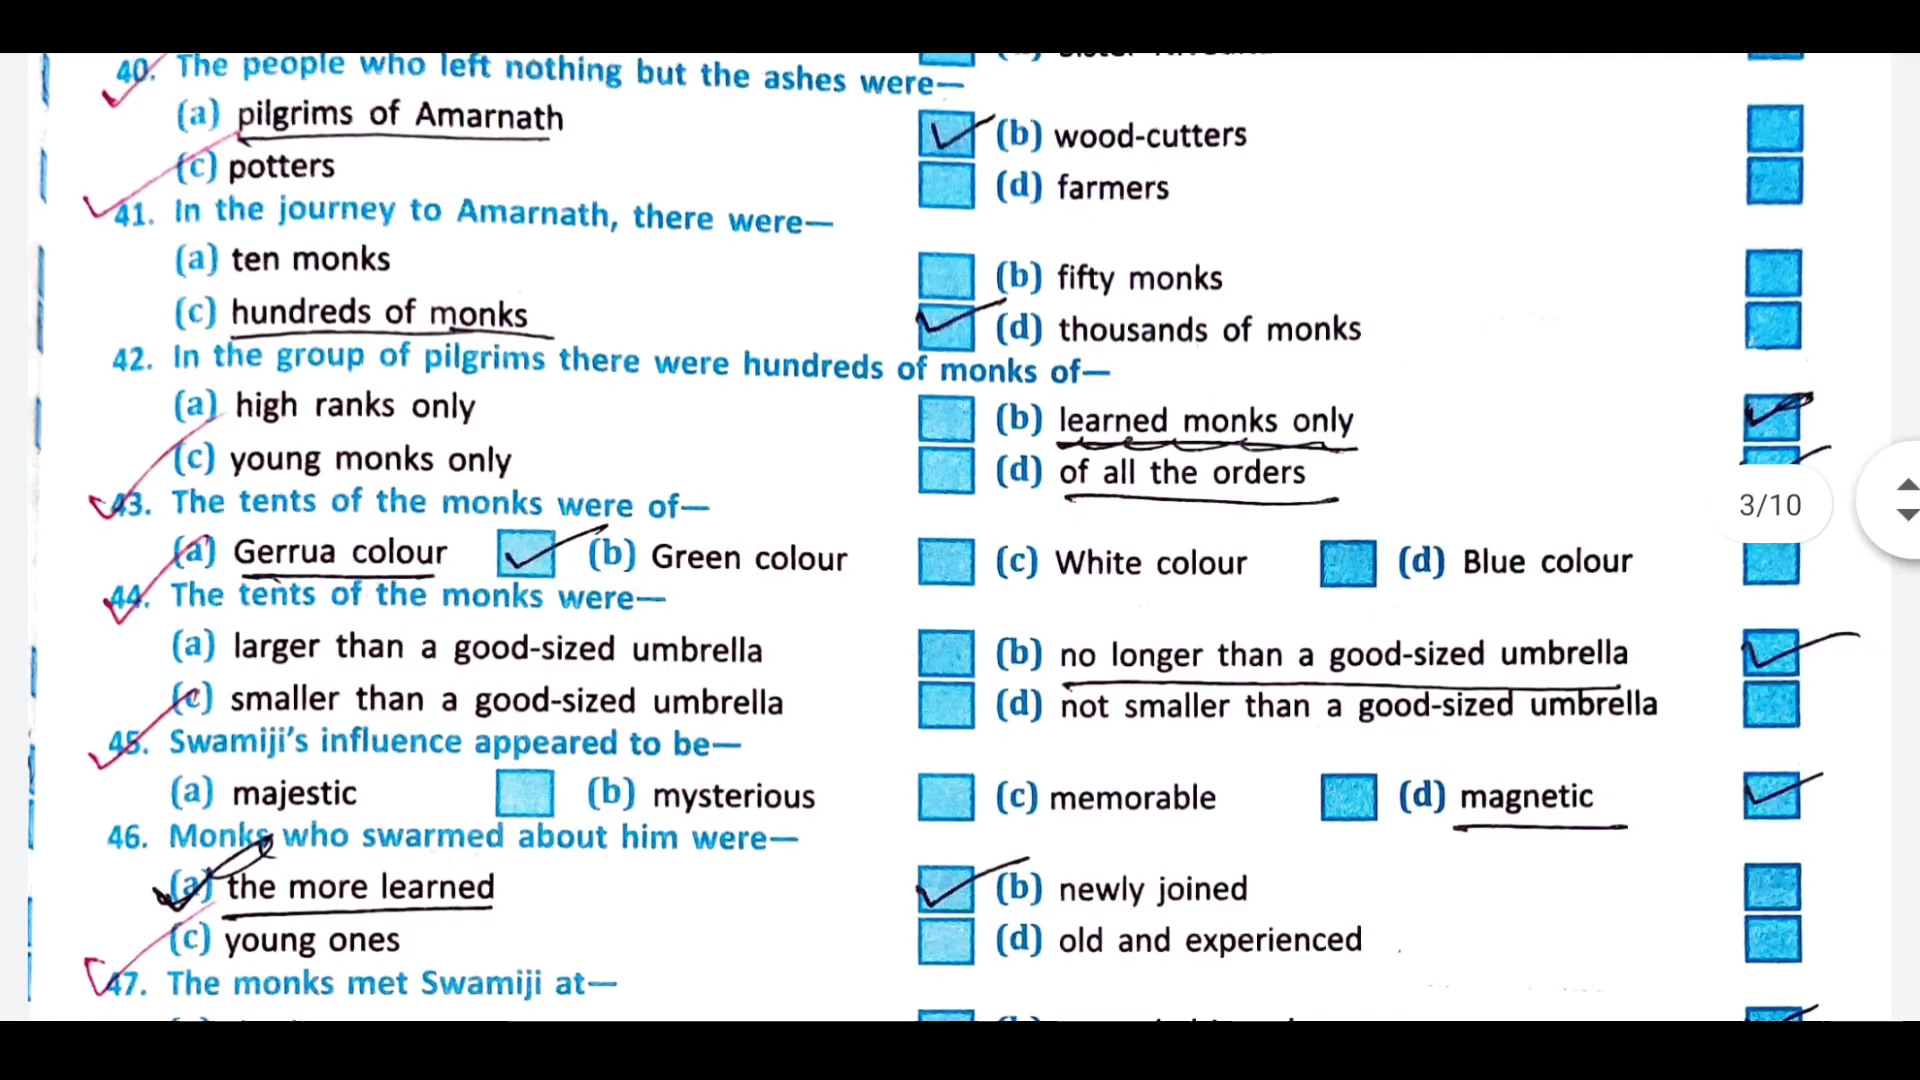 40. The people who left nothing but the ashes were—
(a) pilgrims of Amarnath (b) wood-cutters
(c) potters (d) farmers
41. In the journey to Amarnath, there were—
(a) ten monks (b) fifty monks
(c) hundreds of monks (d) thousands of monks
42. In the group of pilgrims there were hundreds of monks of—
(a) high ranks only (b) learned monks only
(c) young monks only (d) of all the orders
3/10
43. The tents of the monks were of—
(a) Gerrua colour (b) Green colour (c) White colour (d) Blue colour
44. The tents of the monks were—
(a) larger than a good-sized umbrella (b) no longer than a good-sized umbrella
(c) smaller than a good-sized umbrella (d) not smaller than a good-sized umbrella
45. Swamiji's influence appeared to be—
(a) majestic (b) mysterious (c) memorable (d) magnetic
46. Monks who swarmed about him were—
(a) the more learned (b) newly joined
(c) young ones (d) old and experienced
47. The monks met Swamiji at—